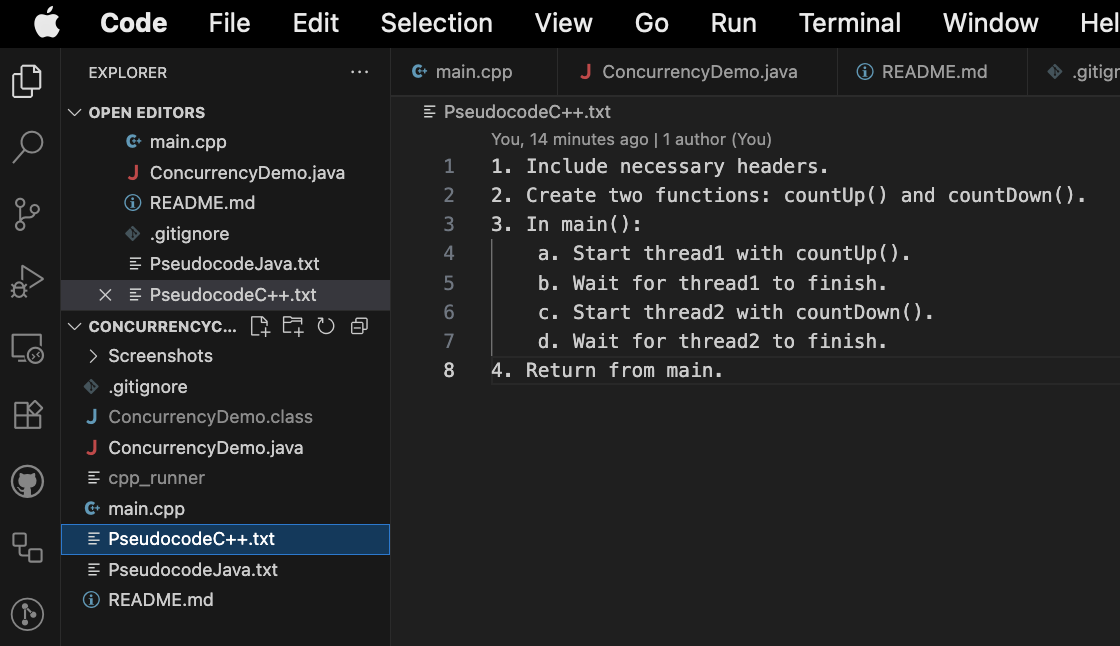 Code File Edit Selection View Go Run Terminal Window Hel
EXPLORER ...
main.cpp ConcurrencyDemo.java README.md .gitigr
OPEN EDITORS
main.cpp
ConcurrencyDemo.java
README.md
.gitignore
PseudocodeJava.txt
PseudocodeC++.txt
CONCURRENCYC...
Screenshots
.gitignore
ConcurrencyDemo.class
ConcurrencyDemo.java
cpp_runner
main.cpp
PseudocodeC++.txt
PseudocodeJava.txt
README.md
PseudocodeC++.txt
You, 14 minutes ago | 1 author (You)
1 1. Include necessary headers.
2 2. Create two functions: countUp() and countDown().
3 3. In main():
4 a. Start thread1 with countUp().
5 b. Wait for thread1 to finish.
6 c. Start thread2 with countDown().
7 d. Wait for thread2 to finish.
8 4. Return from main.